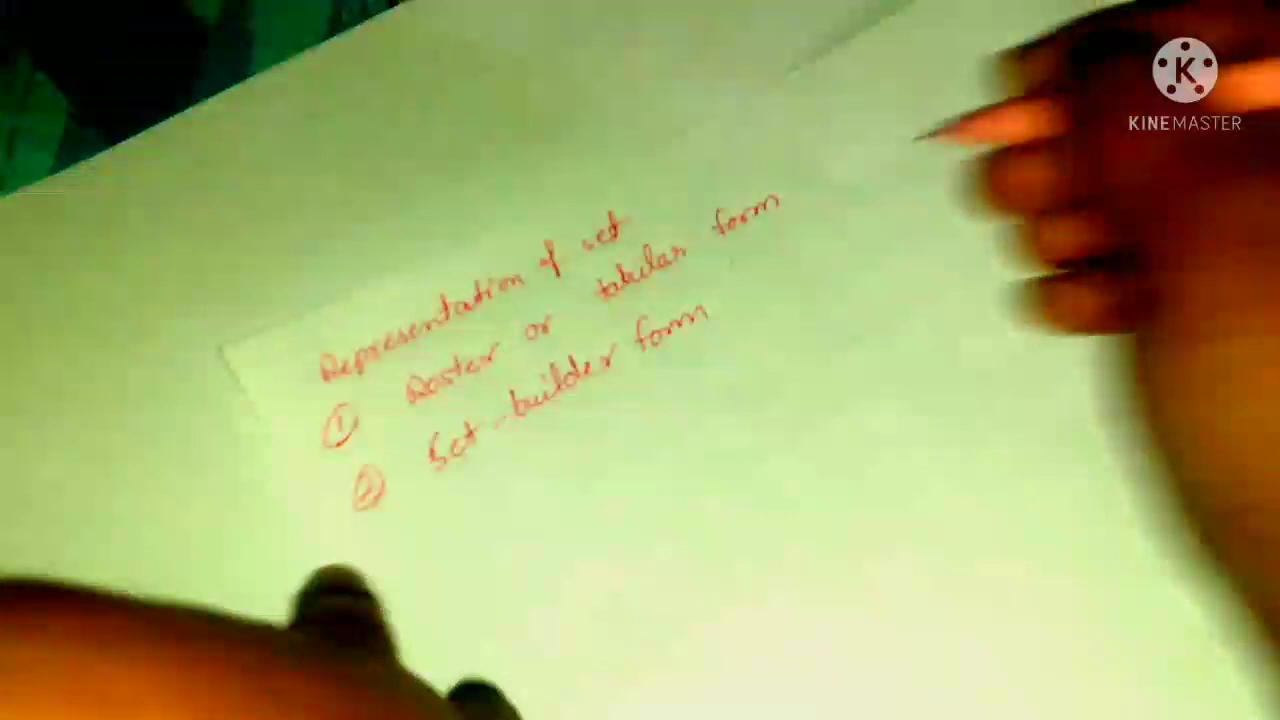 Representation of set
① Roster or tabular form
② Set-builder form
K
KINEMASTER